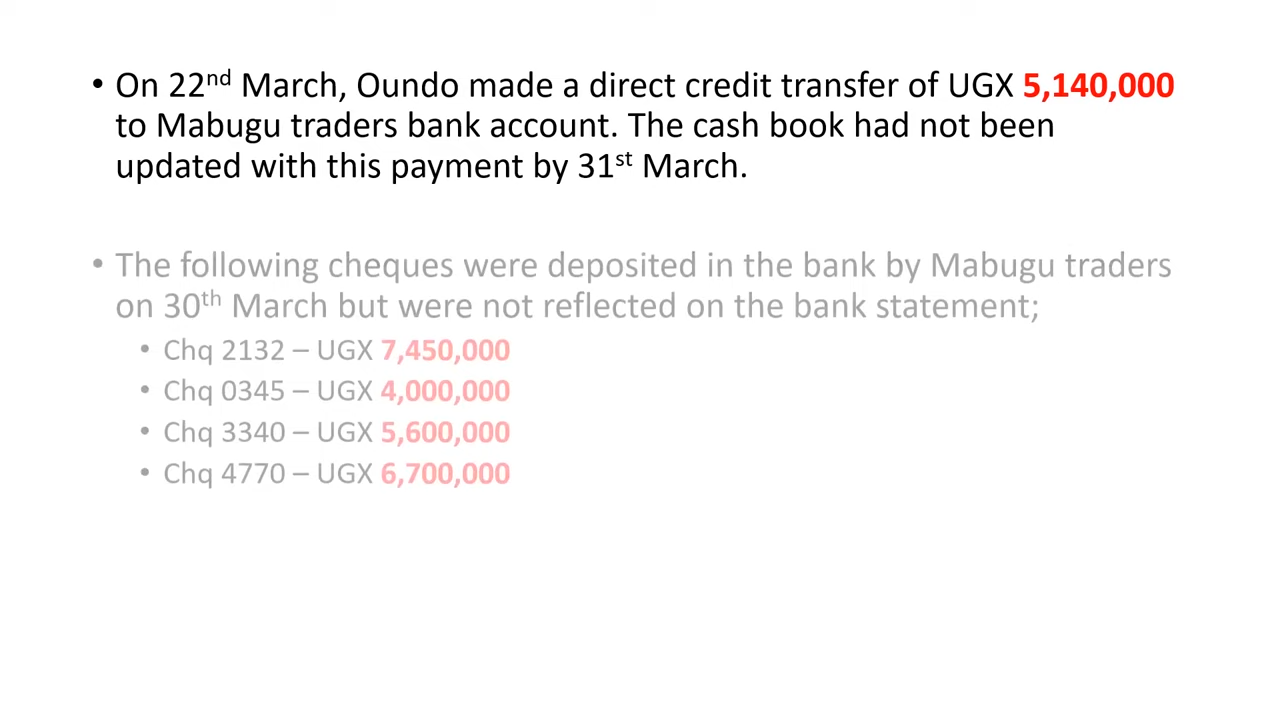 • On 22nd March, Oundo made a direct credit transfer of UGX 5,140,000
to Mabugu traders bank account. The cash book had not been
updated with this payment by 31st March.
• The following cheques were deposited in the bank by Mabugu traders
on 30th March but were not reflected on the bank statement;
• Chq 2132 – UGX 7,450,000
• Chq 0345 – UGX 4,000,000
• Chq 3340 – UGX 5,600,000
• Chq 4770 – UGX 6,700,000